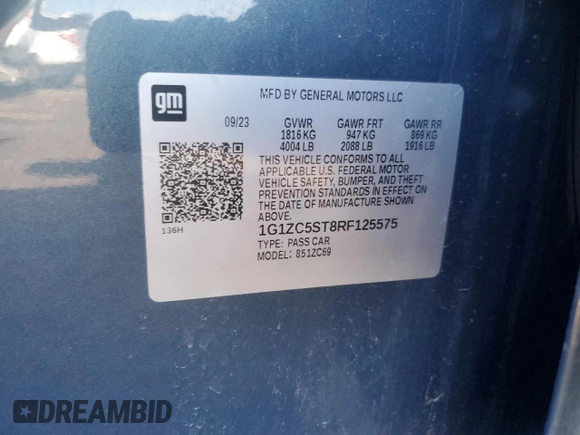 gm
MFD BY GENERAL MOTORS LLC
09/23 GVWR GAWR FRT GAWR RR
1816 KG 947 KG 869 KG
4004 LB 2088 LB 1916 LB
THIS VEHICLE CONFORMS TO ALL
APPLICABLE U.S. FEDERAL MOTOR
VEHICLE SAFETY, BUMPER, AND THEFT
PREVENTION STANDARDS IN EFFECT ON
THE DATE OF MANUFACTURE SHOWN
ABOVE.
136H
1G1ZC5ST8RF125575
TYPE: PASS CAR
MODEL: 851ZC69
DREAMBID